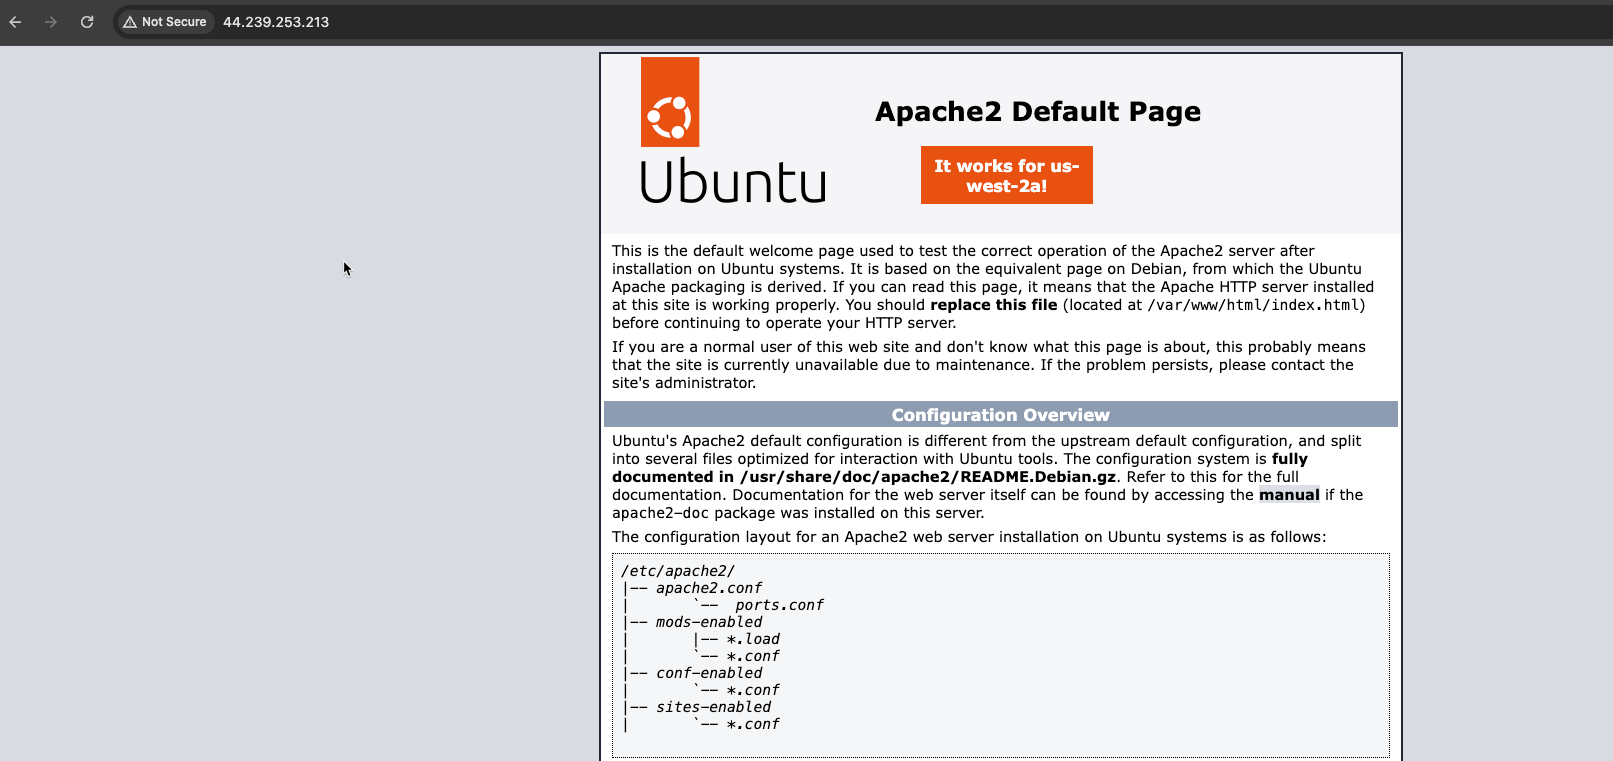 Not Secure 44.239.253.213
Ubuntu
Apache2 Default Page
It works for us-
west-2a!
This is the default welcome page used to test the correct operation of the Apache2 server after
installation on Ubuntu systems. It is based on the equivalent page on Debian, from which the Ubuntu
Apache packaging is derived. If you can read this page, it means that the Apache HTTP server installed
at this site is working properly. You should replace this file (located at /var/www/html/index.html)
before continuing to operate your HTTP server.
If you are a normal user of this web site and don't know what this page is about, this probably means
that the site is currently unavailable due to maintenance. If the problem persists, please contact the
site's administrator.
Configuration Overview
Ubuntu's Apache2 default configuration is different from the upstream default configuration, and split
into several files optimized for interaction with Ubuntu tools. The configuration system is fully
documented in /usr/share/doc/apache2/README.Debian.gz. Refer to this for the full
documentation. Documentation for the web server itself can be found by accessing the manual if the
apache2-doc package was installed on this server.
The configuration layout for an Apache2 web server installation on Ubuntu systems is as follows:
/etc/apache2/
|-- apache2.conf
|       `--  ports.conf
|-- mods-enabled
|       |-- *.load
|       `-- *.conf
|-- conf-enabled
|       `-- *.conf
|-- sites-enabled
|       `-- *.conf